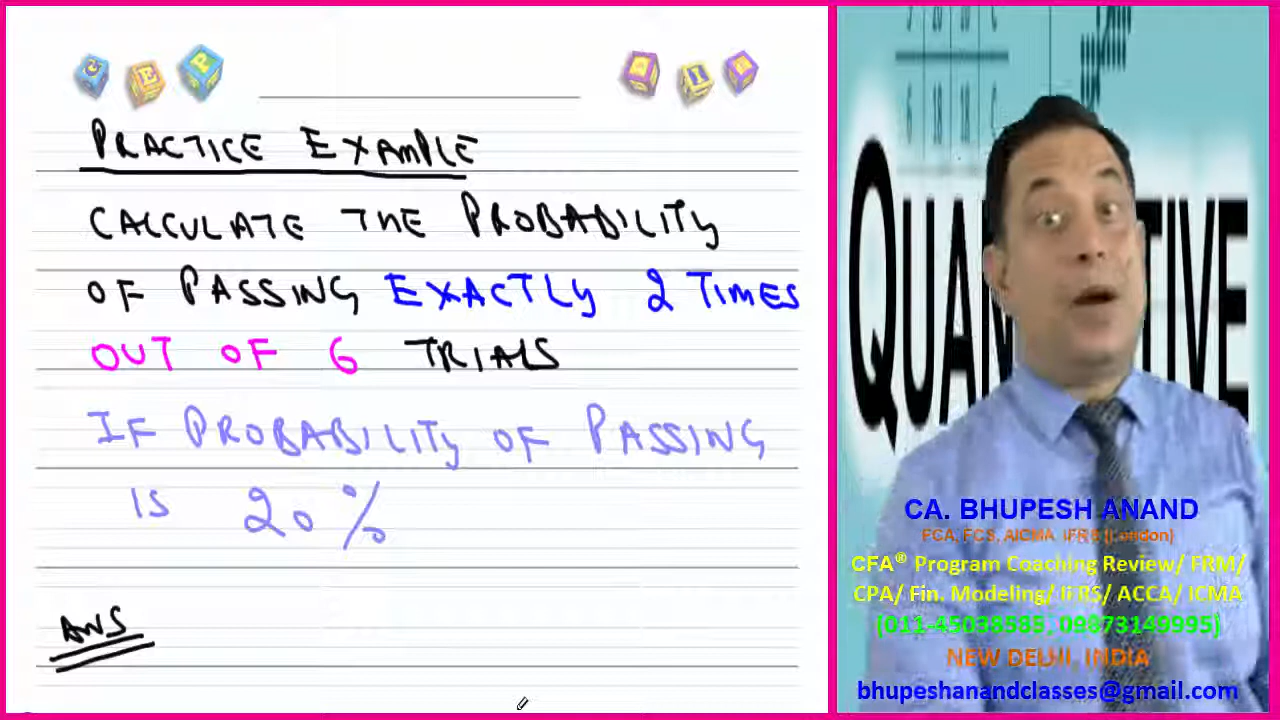 PRACTICE EXAMPLE
CALCULATE THE PROBABILITY
OF PASSING EXACTLY 2 TIMES
OUT OF 6 TRIALS
IF PROBABILITY OF PASSING
IS 20%
ANS
QUANTITATIVE
CA. BHUPESH ANAND
FCA, FCS, AICMA, IFRS (London)
CFA® Program Coaching Review/ FRM/
CPA/ Fin. Modeling/ IFRS/ ACCA/ ICMA
(011-45038585, 09873149995)
NEW DELHI, INDIA
bhupeshanandclasses@gmail.com